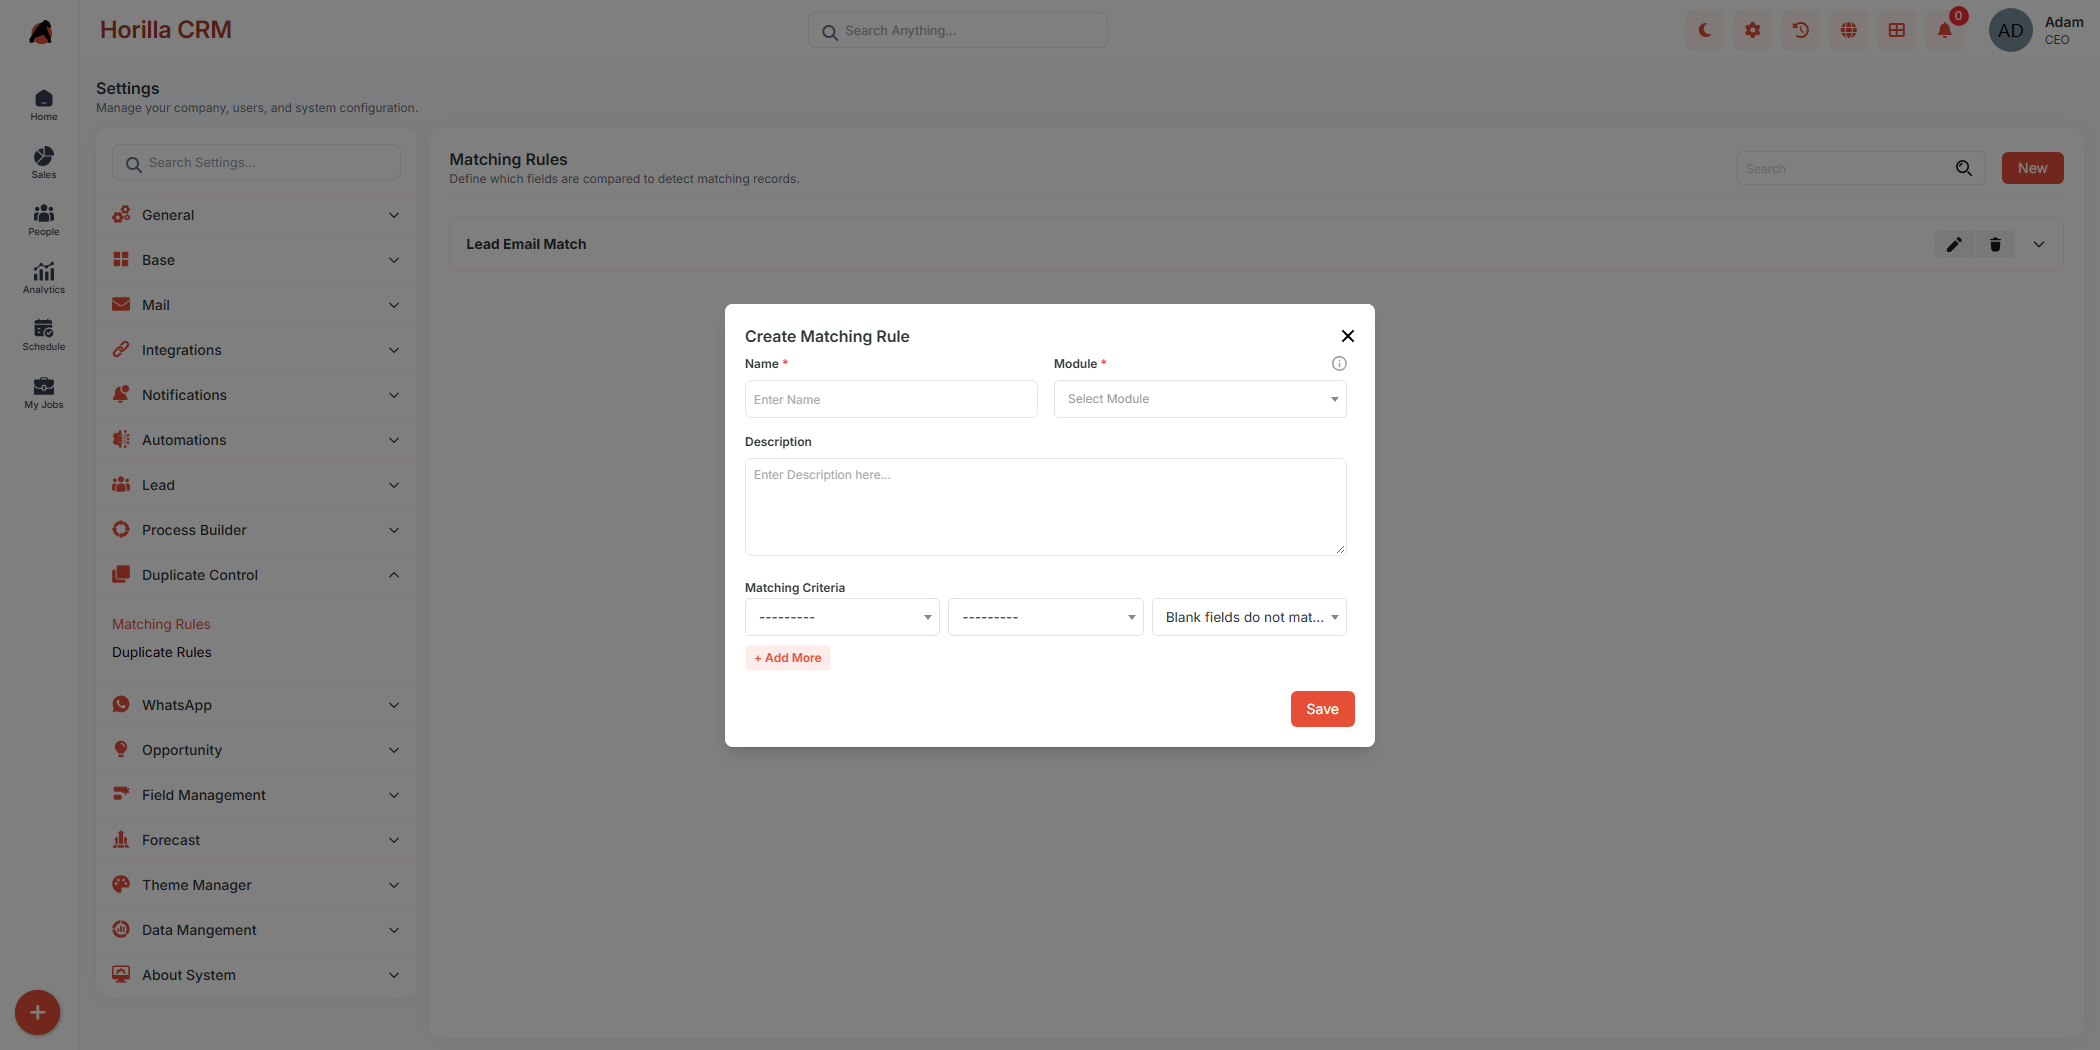 Horilla CRM
Search Anything...
0
AD
Adam
CEO
Home
Sales
People
Analytics
Schedule
My Jobs
Settings
Manage your company, users, and system configuration.
Search Settings...
General
Base
Mail
Integrations
Notifications
Automations
Lead
Process Builder
Duplicate Control
Matching Rules
Duplicate Rules
WhatsApp
Opportunity
Field Management
Forecast
Theme Manager
Data Mangement
About System
Matching Rules
Define which fields are compared to detect matching records.
Search
New
Lead Email Match
Create Matching Rule
Name *
Module *
Enter Name
Select Module
Description
Enter Description here...
Matching Criteria
---------
---------
Blank fields do not mat...
+ Add More
Save